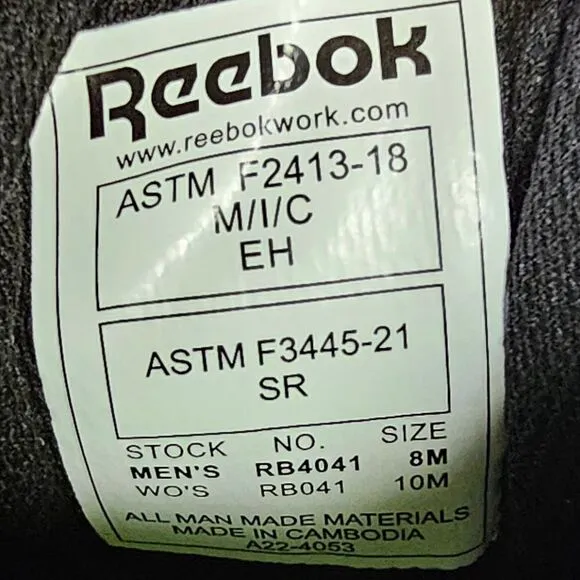 Reebok
www.reebokwork.com
ASTM F2413-18
M/I/C
EH
ASTM F3445-21
SR
STOCK NO. SIZE
MEN'S RB4041 8M
WO'S RB041 10M
ALL MAN MADE MATERIALS
MADE IN CAMBODIA
A22-4053